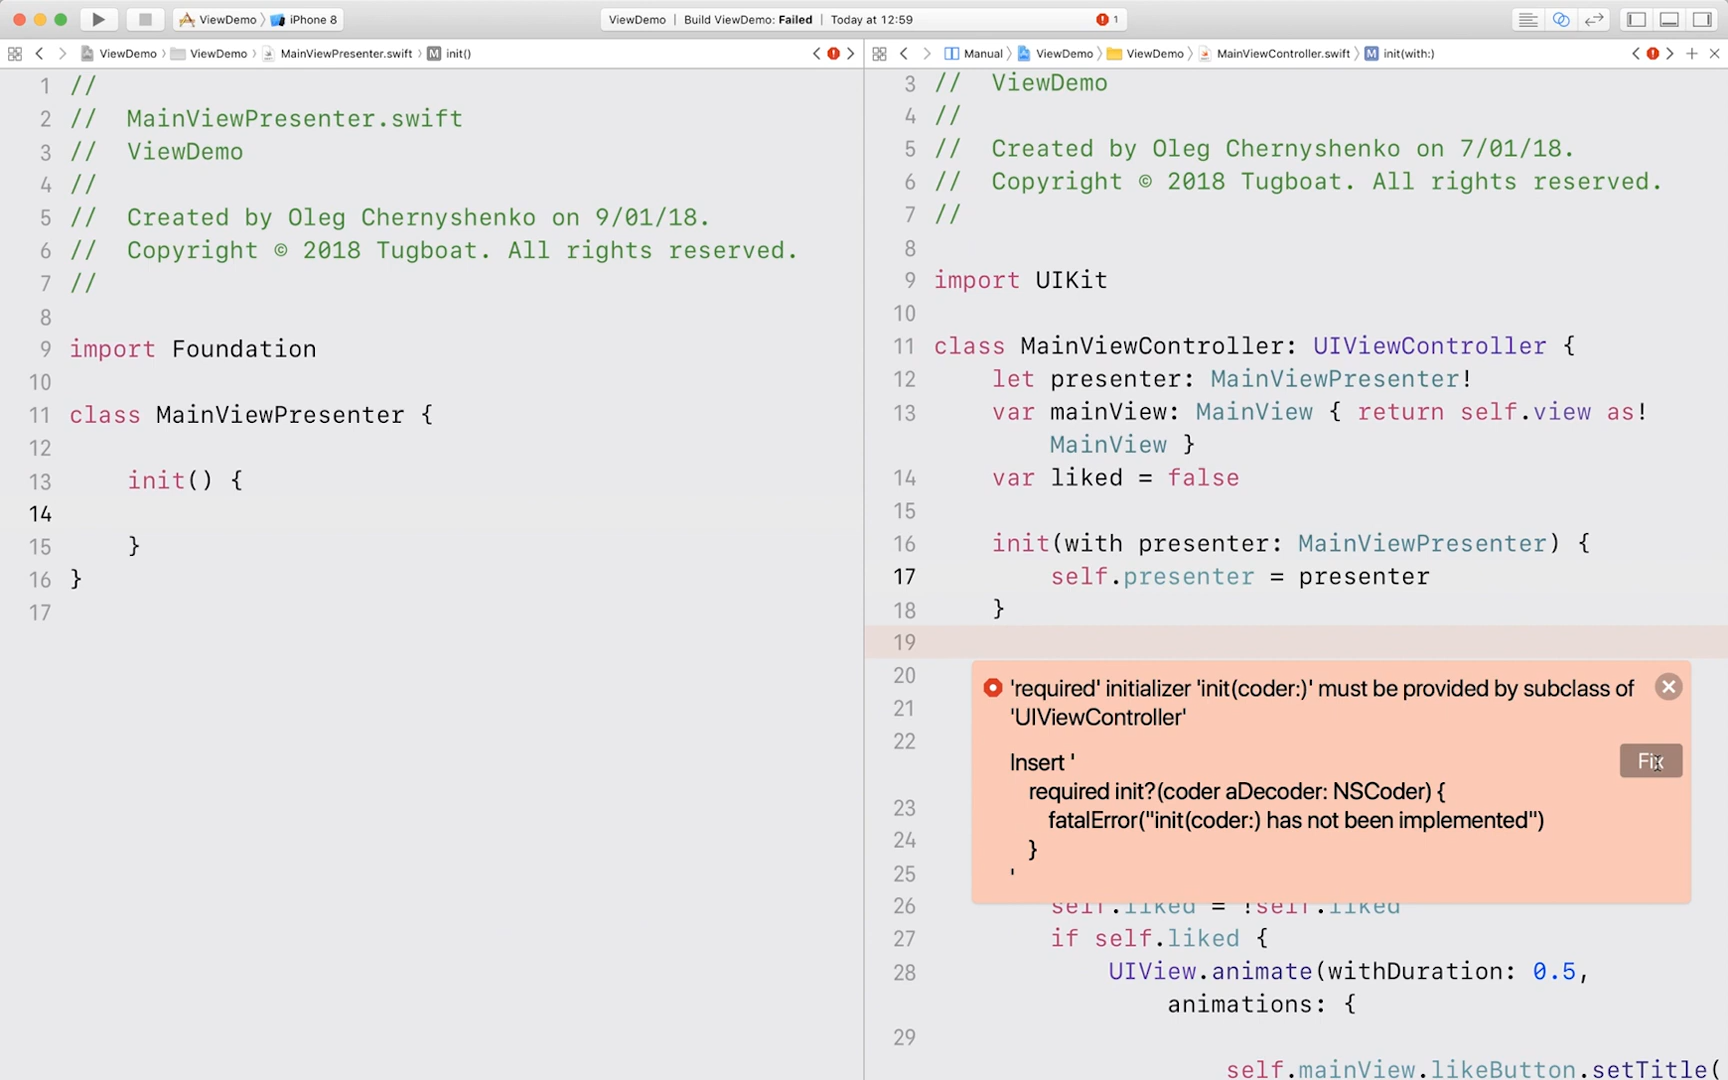 ViewDemo iPhone 8
ViewDemo Build ViewDemo: Failed Today at 12:59
1
ViewDemo ViewDemo MainViewPresenter.swift M init()
Manual ViewDemo ViewDemo MainViewController.swift M init(with:)
1 //
2 // MainViewPresenter.swift
3 // ViewDemo
4 //
5 // Created by Oleg Chernyshenko on 9/01/18.
6 // Copyright © 2018 Tugboat. All rights reserved.
7 //
8
9 import Foundation
10
11 class MainViewPresenter {
12
13 init() {
14
15 }
16 }
17
3 // ViewDemo
4 //
5 // Created by Oleg Chernyshenko on 7/01/18.
6 // Copyright © 2018 Tugboat. All rights reserved.
7 //
8
9 import UIKit
10
11 class MainViewController: UIViewController {
12 let presenter: MainViewPresenter!
13 var mainView: MainView { return self.view as!
MainView }
14 var liked = false
15
16 init(with presenter: MainViewPresenter) {
17 self.presenter = presenter
18 }
19
20
21
22
23
24
25
'required' initializer 'init(coder:)' must be provided by subclass of
'UIViewController'
Insert '
Fix
required init?(coder aDecoder: NSCoder) {
fatalError("init(coder:) has not been implemented")
}
'
26 self.liked = !self.liked
27 if self.liked {
28 UIView.animate(withDuration: 0.5,
animations: {
29
self.mainView.likeButton.setTitle(